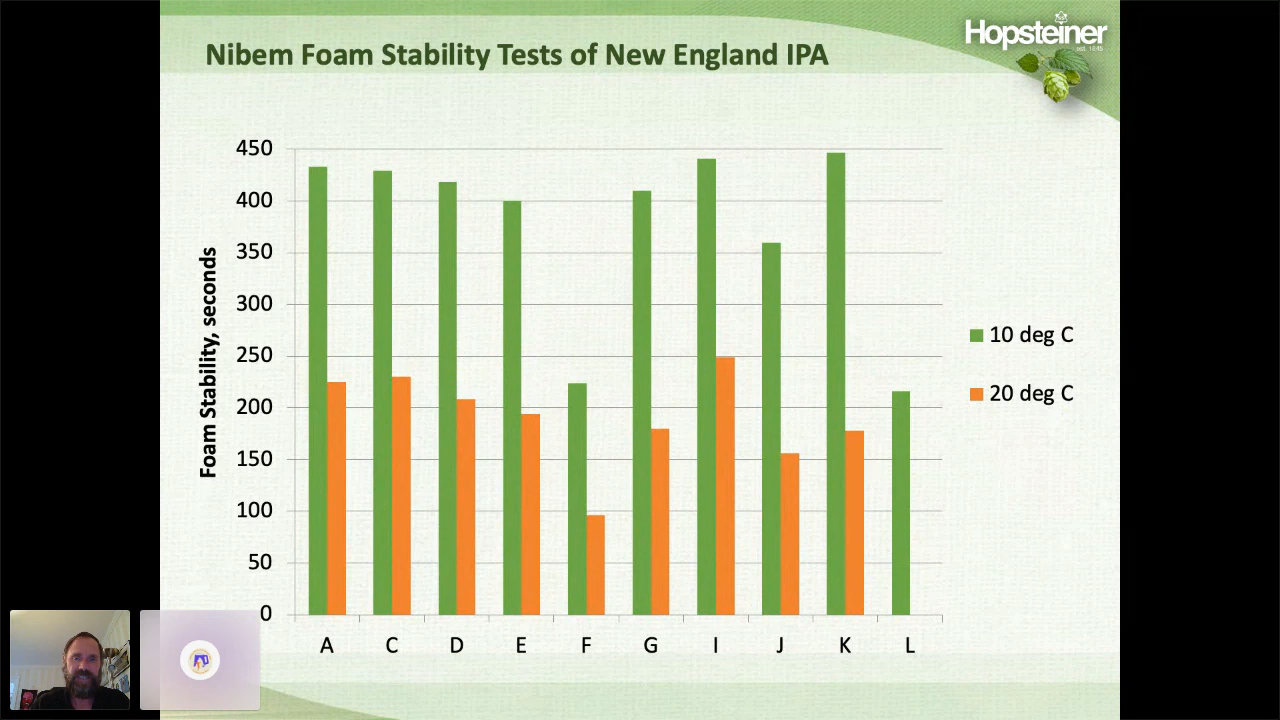 Nibem Foam Stability Tests of New England IPA
Hopsteiner
est. 1845
450
400
350
300
250
200
150
100
50
0
Foam Stability, seconds
10 deg C
20 deg C
A C D E F G I J K L